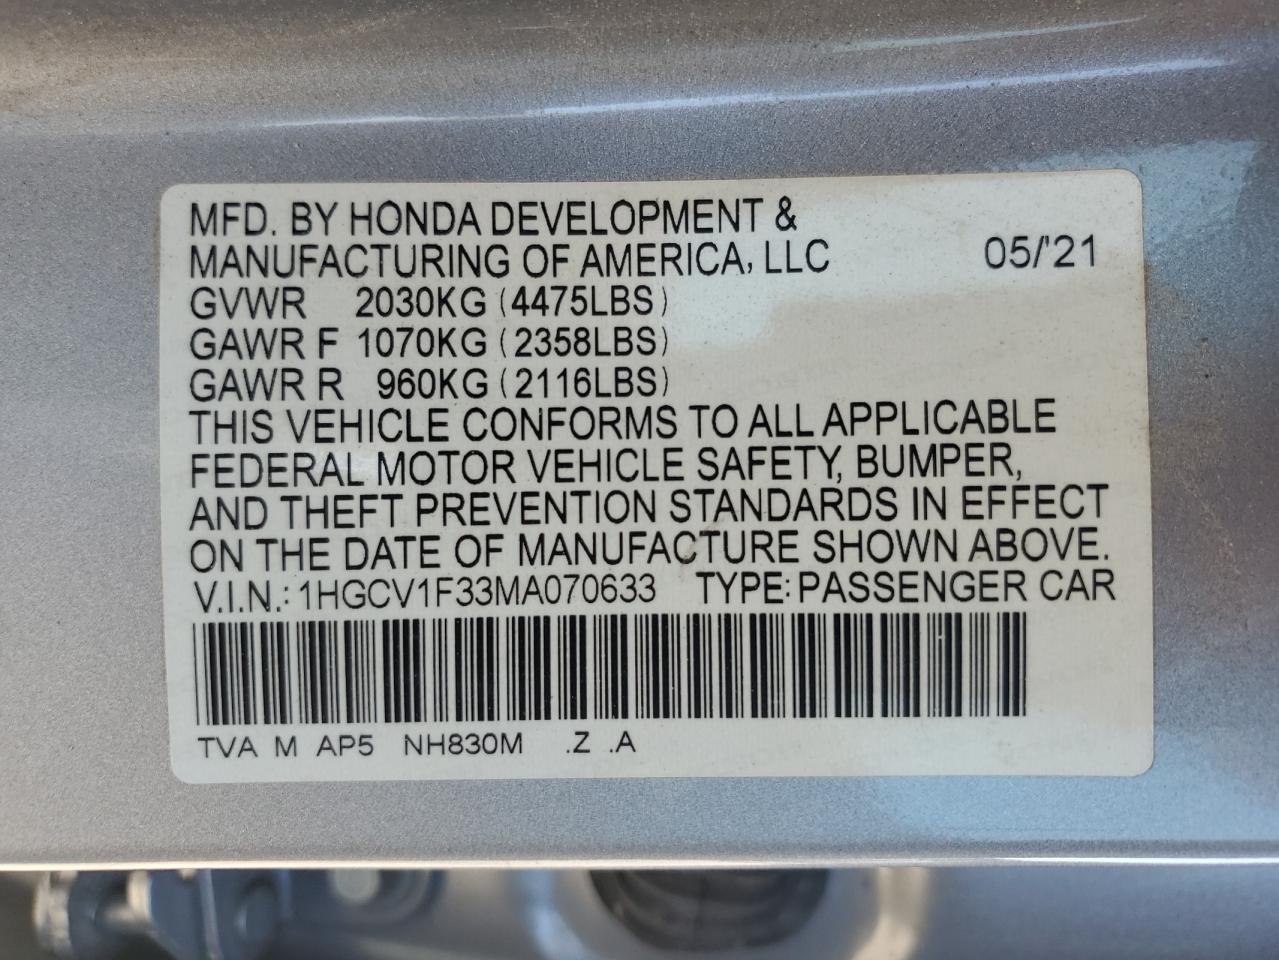 MFD. BY HONDA DEVELOPMENT &
MANUFACTURING OF AMERICA, LLC 05/'21
GVWR 2030KG (4475LBS)
GAWR F 1070KG (2358LBS)
GAWR R 960KG (2116LBS)
THIS VEHICLE CONFORMS TO ALL APPLICABLE
FEDERAL MOTOR VEHICLE SAFETY, BUMPER,
AND THEFT PREVENTION STANDARDS IN EFFECT
ON THE DATE OF MANUFACTURE SHOWN ABOVE.
V.I.N.: 1HGCV1F33MA070633 TYPE: PASSENGER CAR
TVA M AP5 NH830M .Z .A